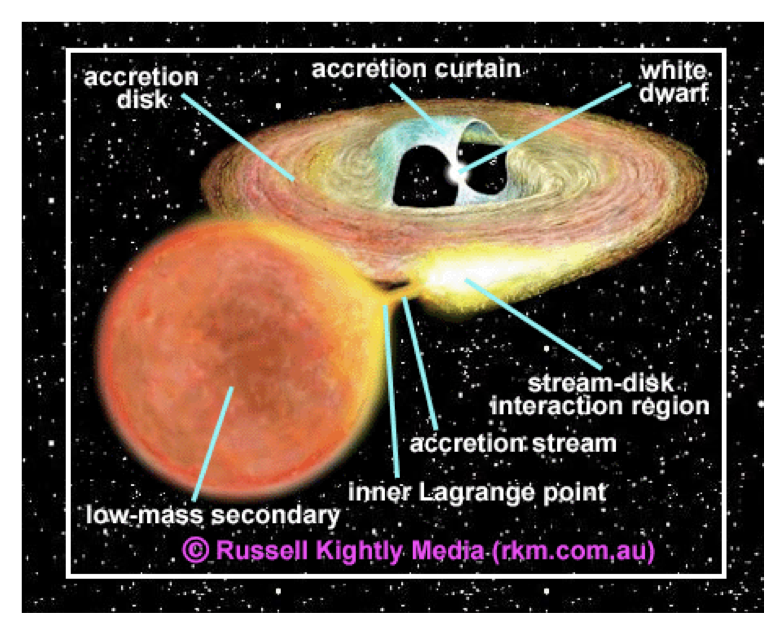 accretion
disk
accretion curtain
white
dwarf
stream-disk
interaction region
accretion stream
inner Lagrange point
low-mass secondary
© Russell Kightly Media (rkm.com.au)